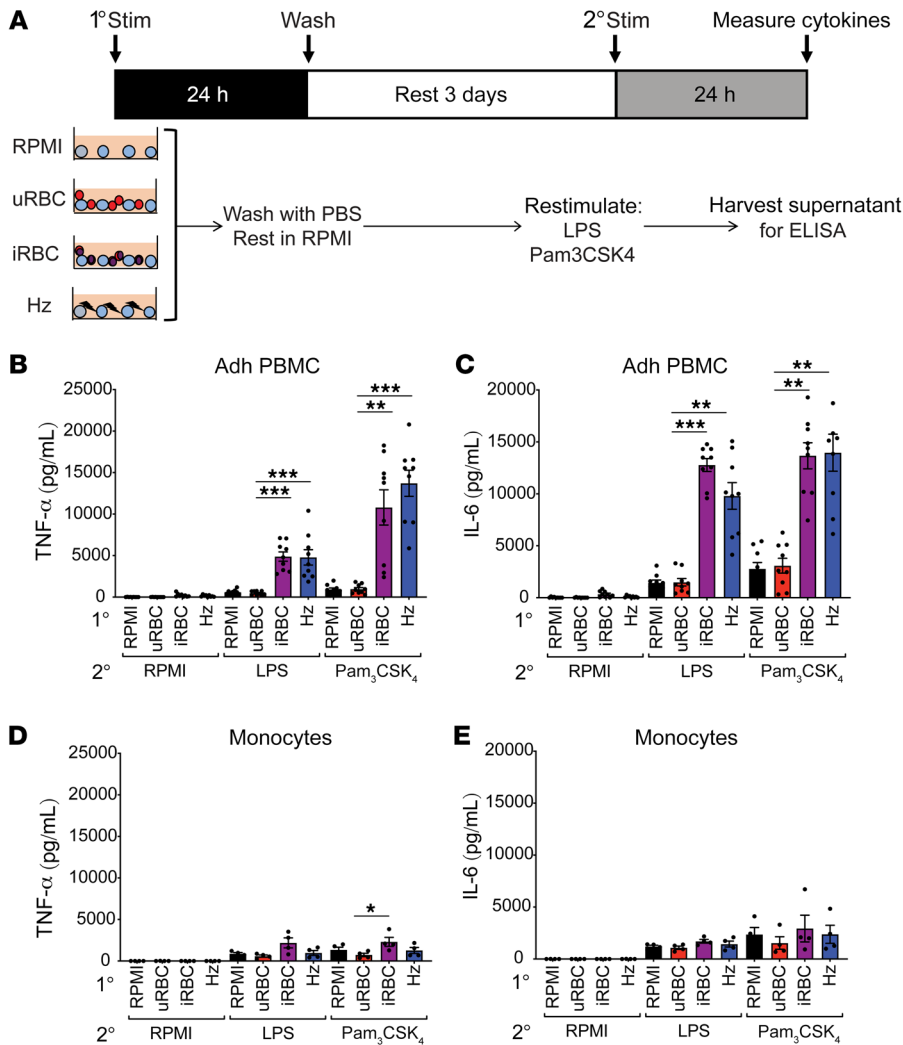 A
1°Stim
Wash
2°Stim
Measure cytokines
24 h
Rest 3 days
24 h
RPMI
uRBC
iRBC
Hz
Wash with PBS
Rest in RPMI
Restimulate:
LPS
Pam3CSK4
Harvest supernatant
for ELISA
B
Adh PBMC
TNF-α (pg/mL)
25000
20000
15000
10000
5000
0
*** ***
** ***
1°
RPMI uRBC iRBC Hz RPMI uRBC iRBC Hz RPMI uRBC iRBC Hz
2°
RPMI LPS Pam₃CSK₄
C
Adh PBMC
IL-6 (pg/mL)
20000
15000
10000
5000
0
*** **
** **
1°
RPMI uRBC iRBC Hz RPMI uRBC iRBC Hz RPMI uRBC iRBC Hz
2°
RPMI LPS Pam₃CSK₄
D
Monocytes
TNF-α (pg/mL)
25000
20000
15000
10000
5000
0
*
1°
RPMI uRBC iRBC Hz RPMI uRBC iRBC Hz RPMI uRBC iRBC Hz
2°
RPMI LPS Pam₃CSK₄
E
Monocytes
IL-6 (pg/mL)
20000
15000
10000
5000
0
1°
RPMI uRBC iRBC Hz RPMI uRBC iRBC Hz RPMI uRBC iRBC Hz
2°
RPMI LPS Pam₃CSK₄